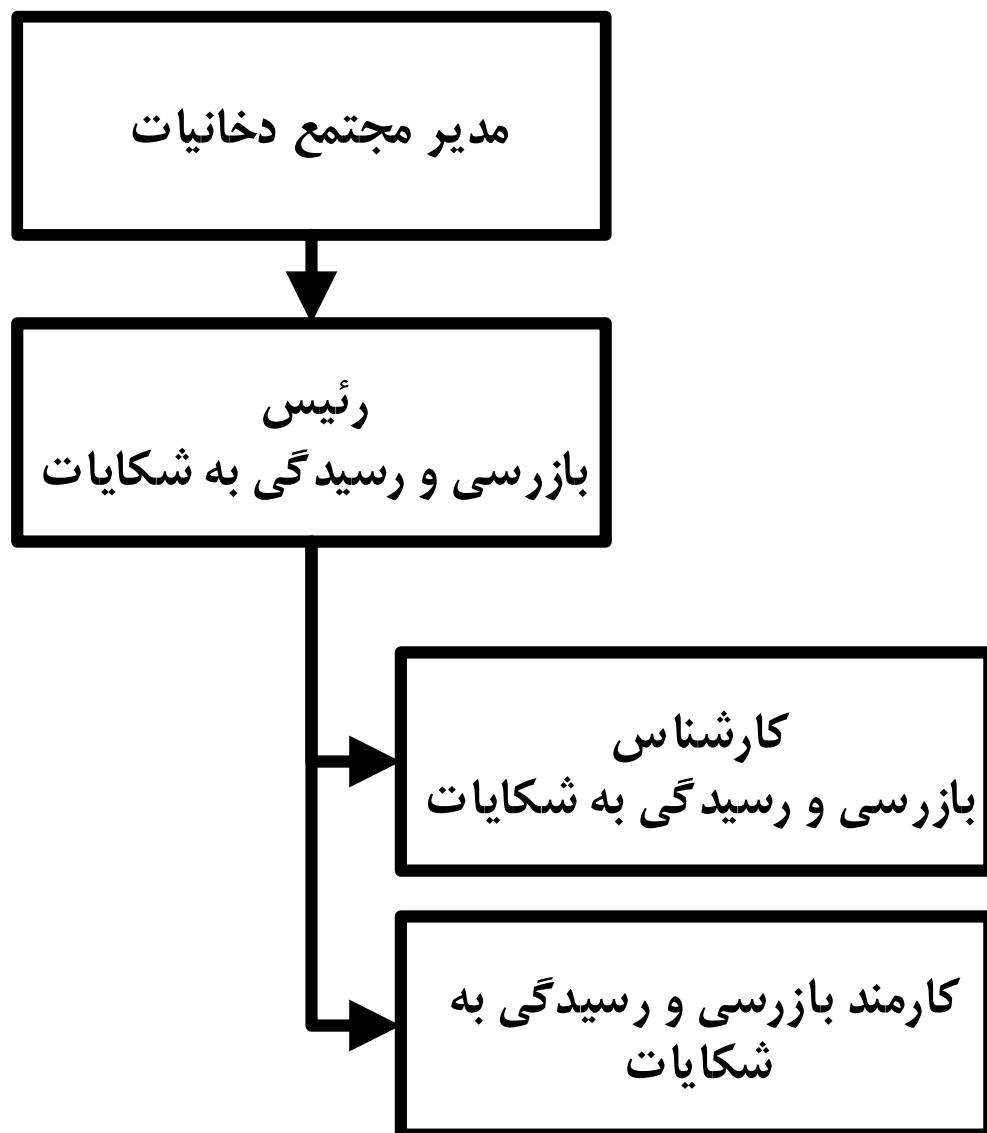 مدیر مجتمع دخانیات
رئیس
بازرسی و رسیدگی به شکایات
کارشناس
بازرسی و رسیدگی به شکایات
کارمند بازرسی و رسیدگی به
شکایات